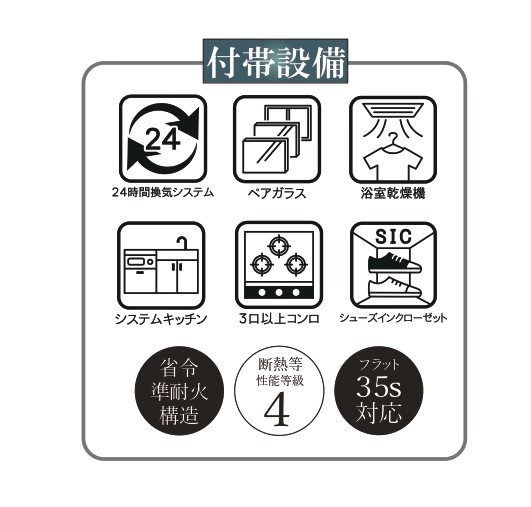 付帯設備
24
24時間換気システム
ペアガラス
浴室乾燥機
システムキッチン
3口以上コンロ
SIC
シューズインクローゼット
省令
準耐火
構造
断熱等
性能等級
4
フラット
35s
対応